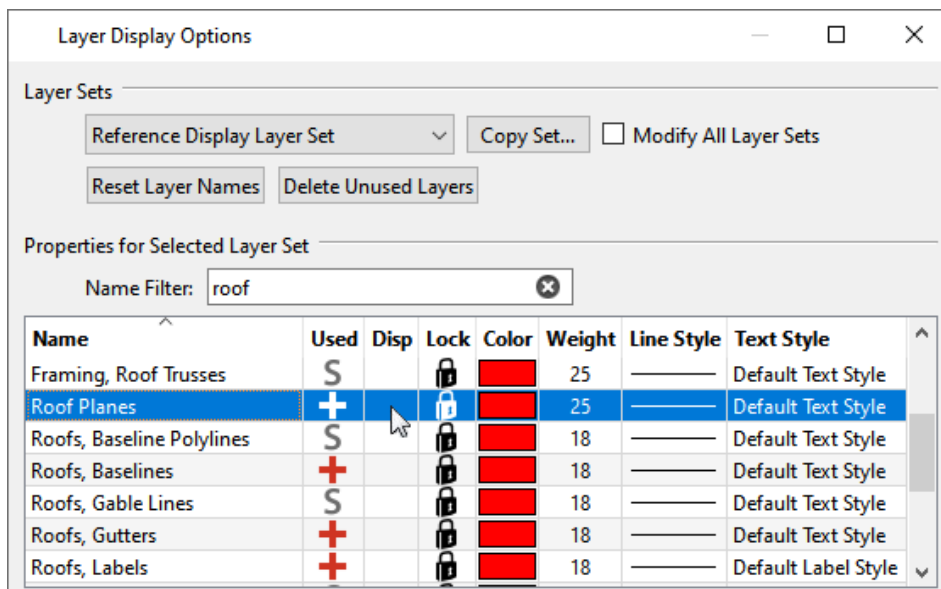 Layer Display Options
Layer Sets
Reference Display Layer Set Copy Set... Modify All Layer Sets
Reset Layer Names Delete Unused Layers
Properties for Selected Layer Set
Name Filter: roof
Name Used Disp Lock Color Weight Line Style Text Style
Framing, Roof Trusses S 25 Default Text Style
Roof Planes 25 Default Text Style
Roofs, Baseline Polylines S 18 Default Text Style
Roofs, Baselines 18 Default Text Style
Roofs, Gable Lines S 18 Default Text Style
Roofs, Gutters 18 Default Text Style
Roofs, Labels 18 Default Label Style